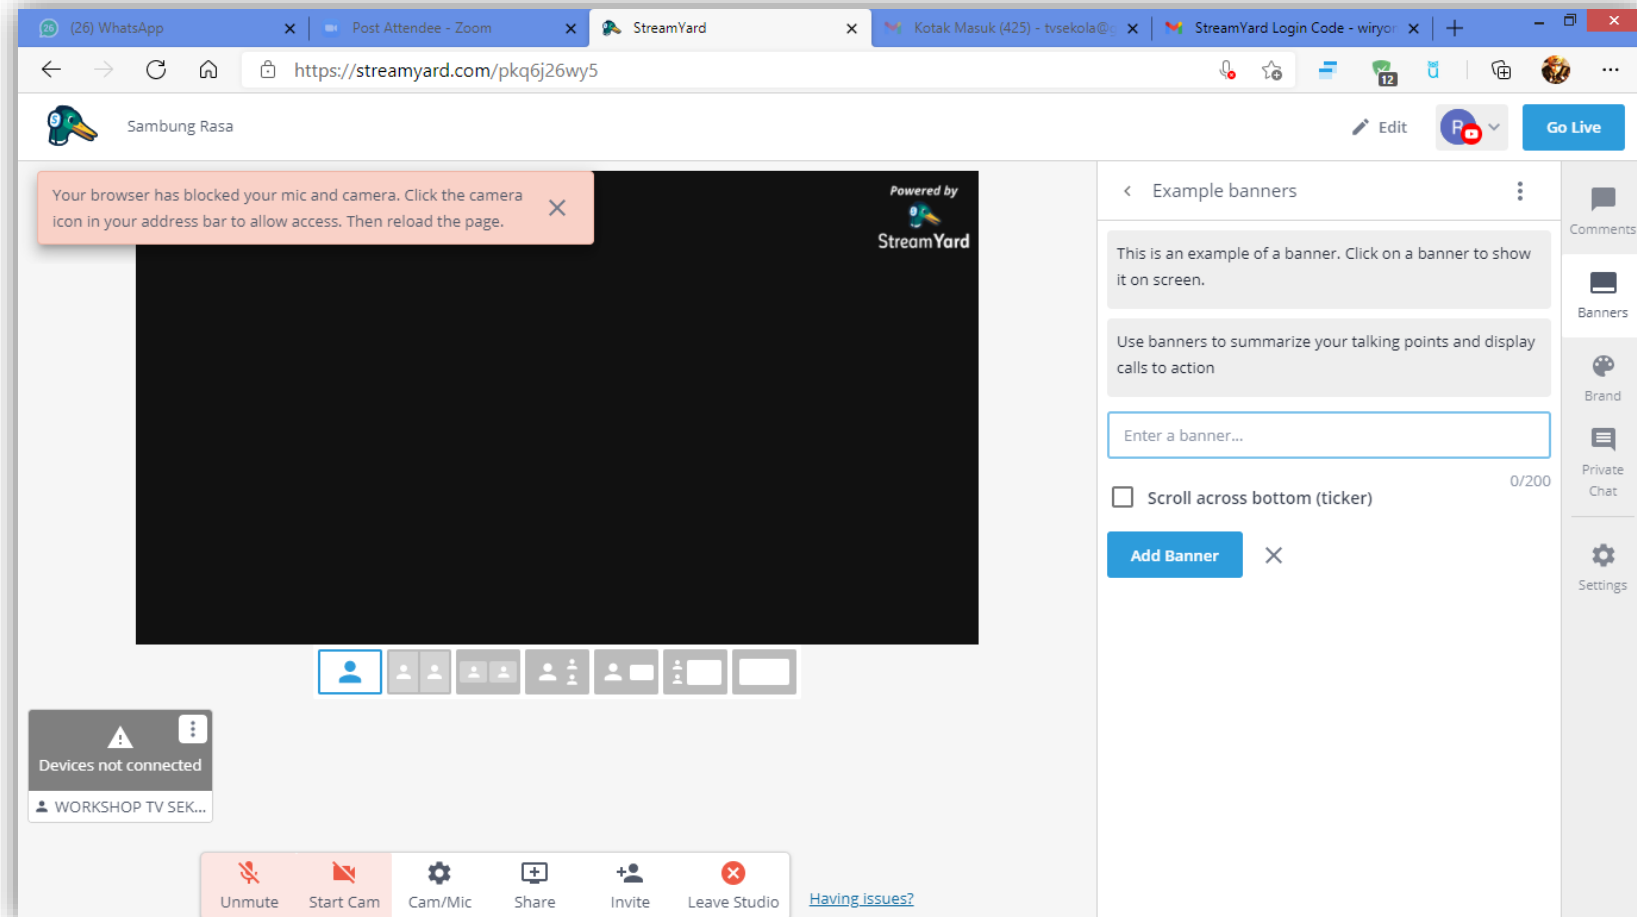 26 (26) WhatsApp
Post Attendee - Zoom
StreamYard
Kotak Masuk (425) - tvsekola@g
StreamYard Login Code - wiryor
https://streamyard.com/pkq6j26wy5
12
S
Sambung Rasa
Edit
Go Live
Your browser has blocked your mic and camera. Click the camera
icon in your address bar to allow access. Then reload the page.
Powered by
StreamYard
Example banners
This is an example of a banner. Click on a banner to show
it on screen.
Use banners to summarize your talking points and display
calls to action
Enter a banner...
0/200
Scroll across bottom (ticker)
Add Banner
Comments
Banners
Brand
Private
Chat
Settings
Devices not connected
WORKSHOP TV SEK...
Unmute
Start Cam
Cam/Mic
Share
Invite
Leave Studio
Having issues?